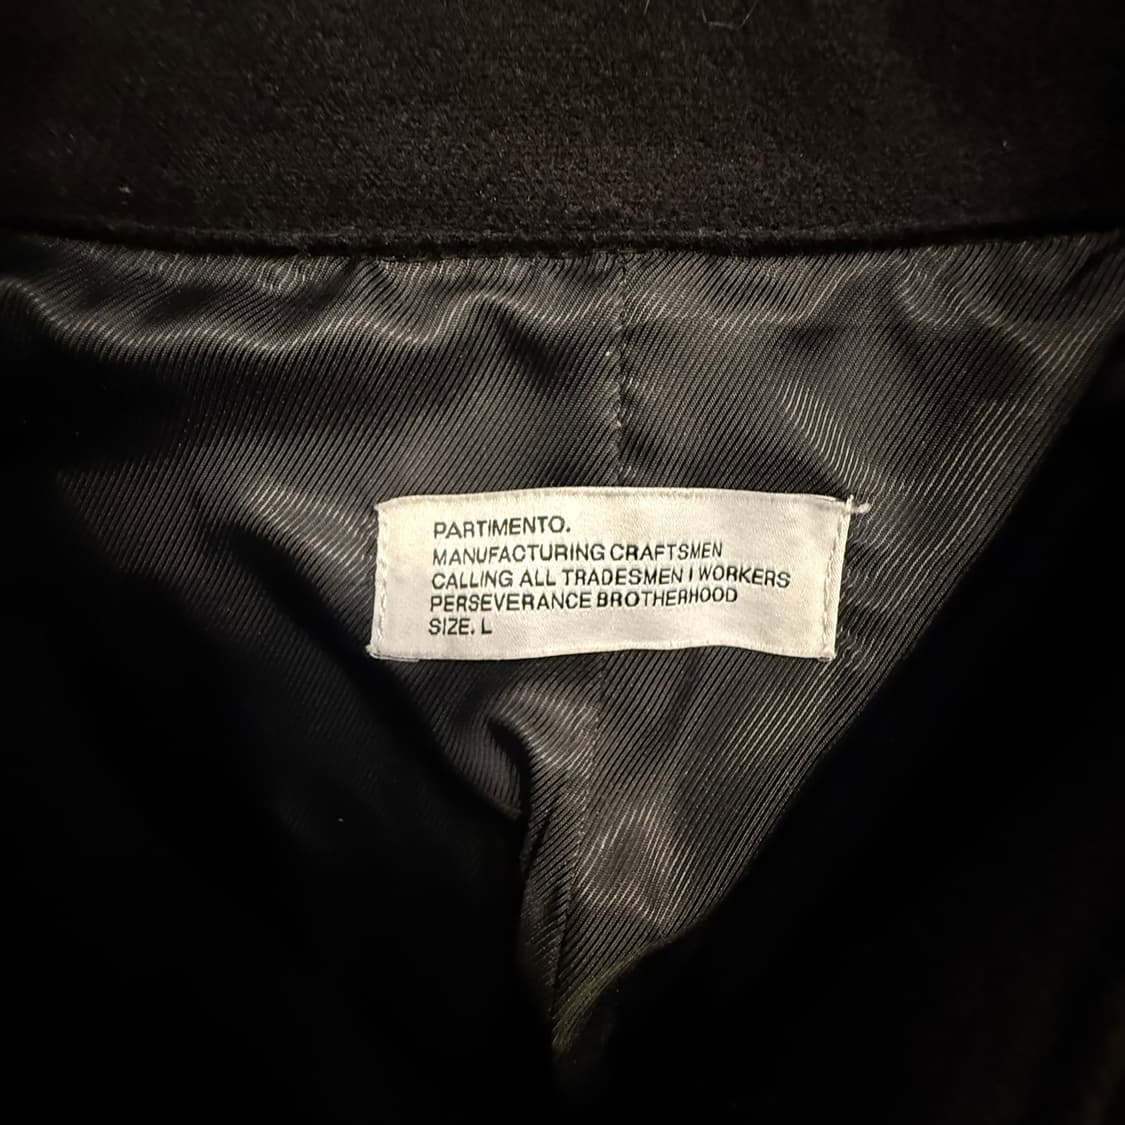 PARTIMENTO.
MANUFACTURING CRAFTSMEN
CALLING ALL TRADESMEN I WORKERS
PERSEVERANCE BROTHERHOOD
SIZE. L